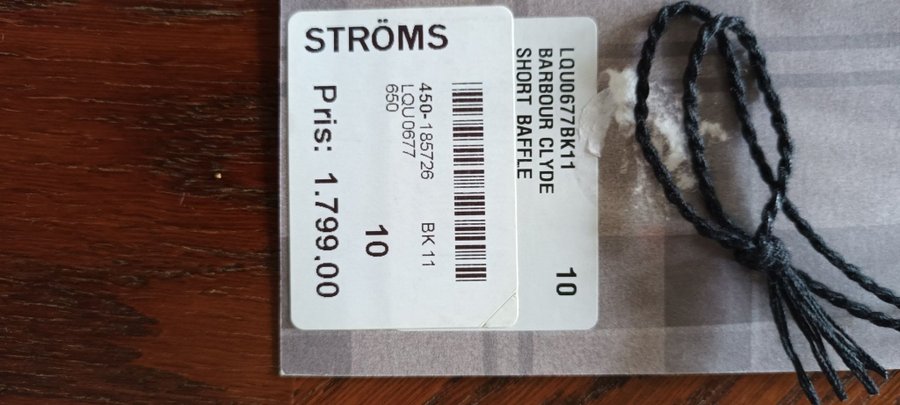 STRÖMS
450-185726 BK 11
LQU0677
650
10
Pris: 1.799,00
LQU0677BK11
BARBOUR CLYDE
SHORT BAFFLE
10